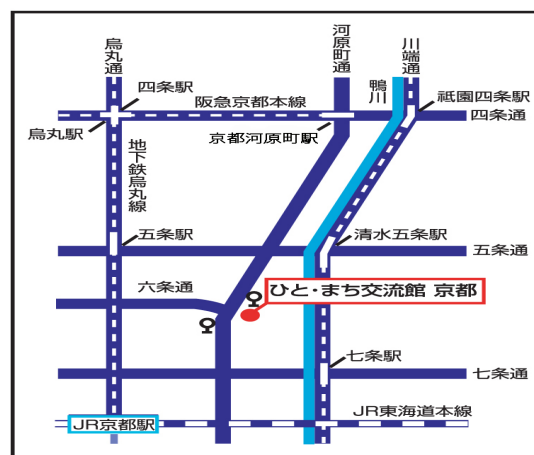 烏丸通
河原町通
川端通
鴨川
四条駅
阪急京都本線
祇園四条駅
四条通
烏丸駅
京都河原町駅
地下鉄烏丸線
五条駅
清水五条駅
五条通
六条通
ひと・まち交流館 京都
七条駅
七条通
JR東海道本線
JR京都駅